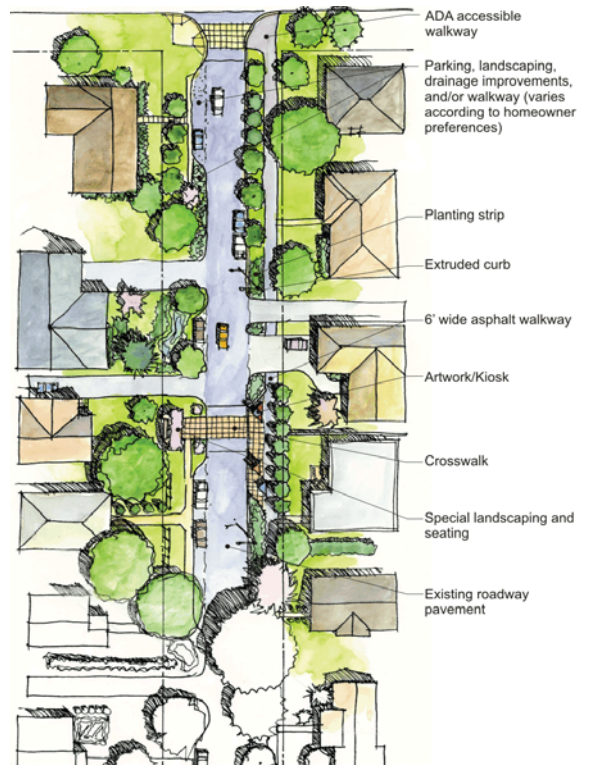 ADA accessible
walkway
Parking, landscaping,
drainage improvements,
and/or walkway (varies
according to homeowner
preferences)
Planting strip
Extruded curb
6' wide asphalt walkway
Artwork/Kiosk
Crosswalk
Special landscaping and
seating
Existing roadway
pavement